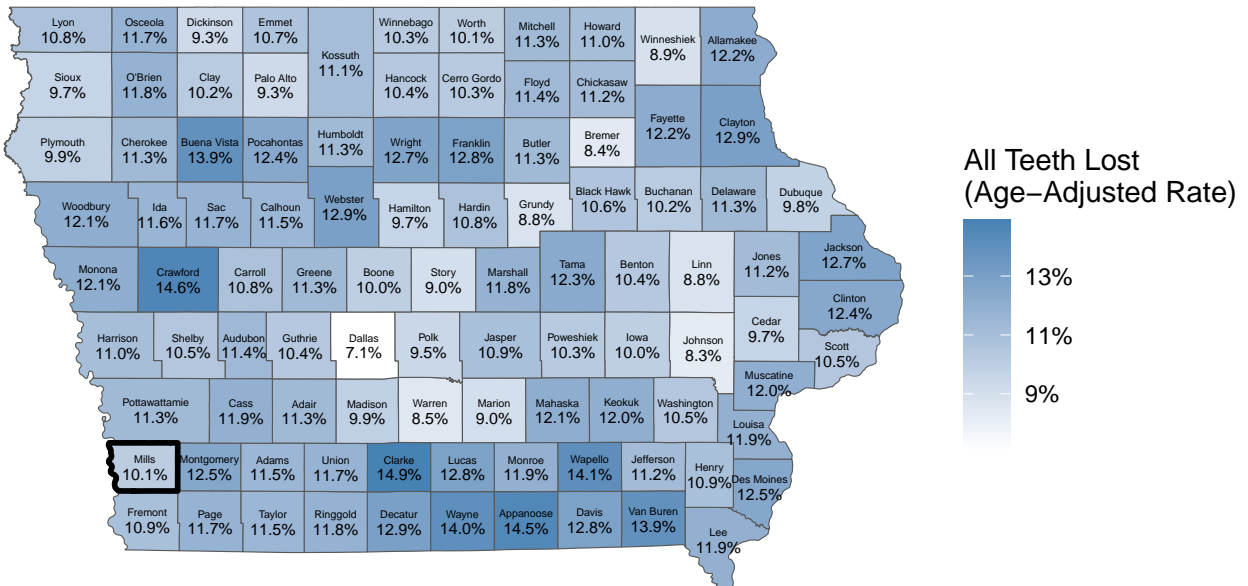 Lyon
10.8%
Osceola
11.7%
Dickinson
9.3%
Emmet
10.7%
Kossuth
11.1%
Winnebago
10.3%
Worth
10.1%
Mitchell
11.3%
Howard
11.0%
Winneshiek
8.9%
Allamakee
12.2%
Sioux
9.7%
O'Brien
11.8%
Clay
10.2%
Palo Alto
9.3%
Hancock
10.4%
Cerro Gordo
10.3%
Floyd
11.4%
Chickasaw
11.2%
Fayette
12.2%
Clayton
12.9%
Plymouth
9.9%
Cherokee
11.3%
Buena Vista
13.9%
Pocahontas
12.4%
Humboldt
11.3%
Wright
12.7%
Franklin
12.8%
Butler
11.3%
Bremer
8.4%
Woodbury
12.1%
Ida
11.6%
Sac
11.7%
Calhoun
11.5%
Webster
12.9%
Hamilton
9.7%
Hardin
10.8%
Grundy
8.8%
Black Hawk
10.6%
Buchanan
10.2%
Delaware
11.3%
Dubuque
9.8%
Monona
12.1%
Crawford
14.6%
Carroll
10.8%
Greene
11.3%
Boone
10.0%
Story
9.0%
Marshall
11.8%
Tama
12.3%
Benton
10.4%
Linn
8.8%
Jones
11.2%
Jackson
12.7%
Clinton
12.4%
Harrison
11.0%
Shelby
10.5%
Audubon
11.4%
Guthrie
10.4%
Dallas
7.1%
Polk
9.5%
Jasper
10.9%
Poweshiek
10.3%
Iowa
10.0%
Johnson
8.3%
Cedar
9.7%
Scott
10.5%
Muscatine
12.0%
Pottawattamie
11.3%
Cass
11.9%
Adair
11.3%
Madison
9.9%
Warren
8.5%
Marion
9.0%
Mahaska
12.1%
Keokuk
12.0%
Washington
10.5%
Louisa
11.9%
Mills
10.1%
Montgomery
12.5%
Adams
11.5%
Union
11.7%
Clarke
14.9%
Lucas
12.8%
Monroe
11.9%
Wapello
14.1%
Jefferson
11.2%
Henry
10.9%
Des Moines
12.5%
Fremont
10.9%
Page
11.7%
Taylor
11.5%
Ringgold
11.8%
Decatur
12.9%
Wayne
14.0%
Appanoose
14.5%
Davis
12.8%
Van Buren
13.9%
Lee
11.9%
All Teeth Lost
(Age−Adjusted Rate)
13%
11%
9%